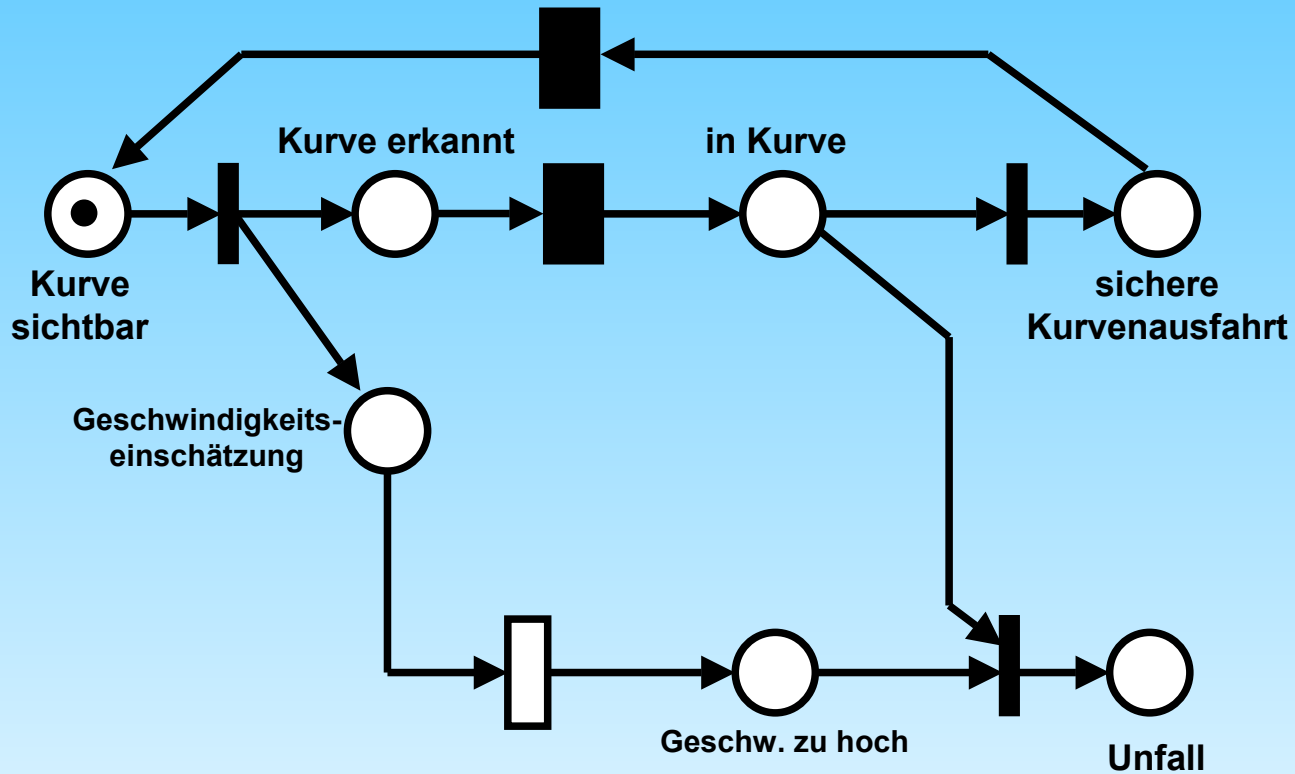 Kurve erkannt
in Kurve
Kurve
sichtbar
sichere
Kurvenausfahrt
Geschwindigkeits-
einschätzung
Geschw. zu hoch
Unfall